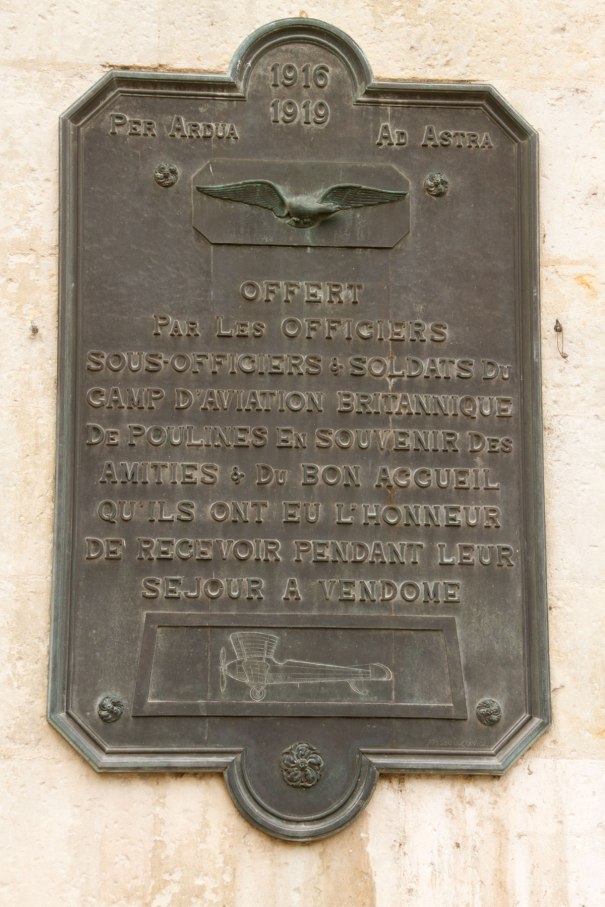 1916
1919
PER ARDUA AD ASTRA
OFFERT
PAR LES OFFICIERS
SOUS-OFFICIERS & SOLDATS DU
CAMP D'AVIATION BRITANNIQUE
DE POULINES EN SOUVENIR DES
AMITIES & DU BON ACCUEIL
QU'ILS ONT EU L'HONNEUR
DE RECEVOIR PENDANT LEUR
SEJOUR A VENDOME